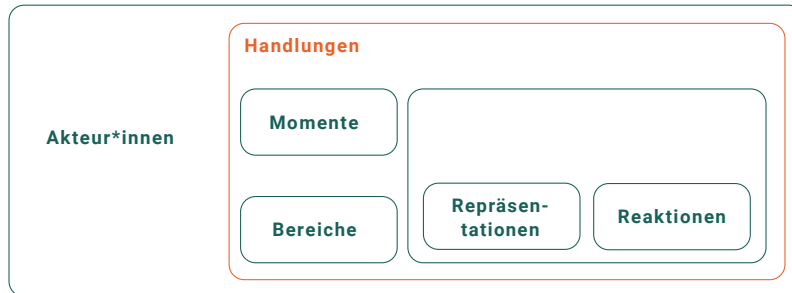 Handlungen
Momente
Akteur*innen
Repräsen-
tationen
Reaktionen
Bereiche